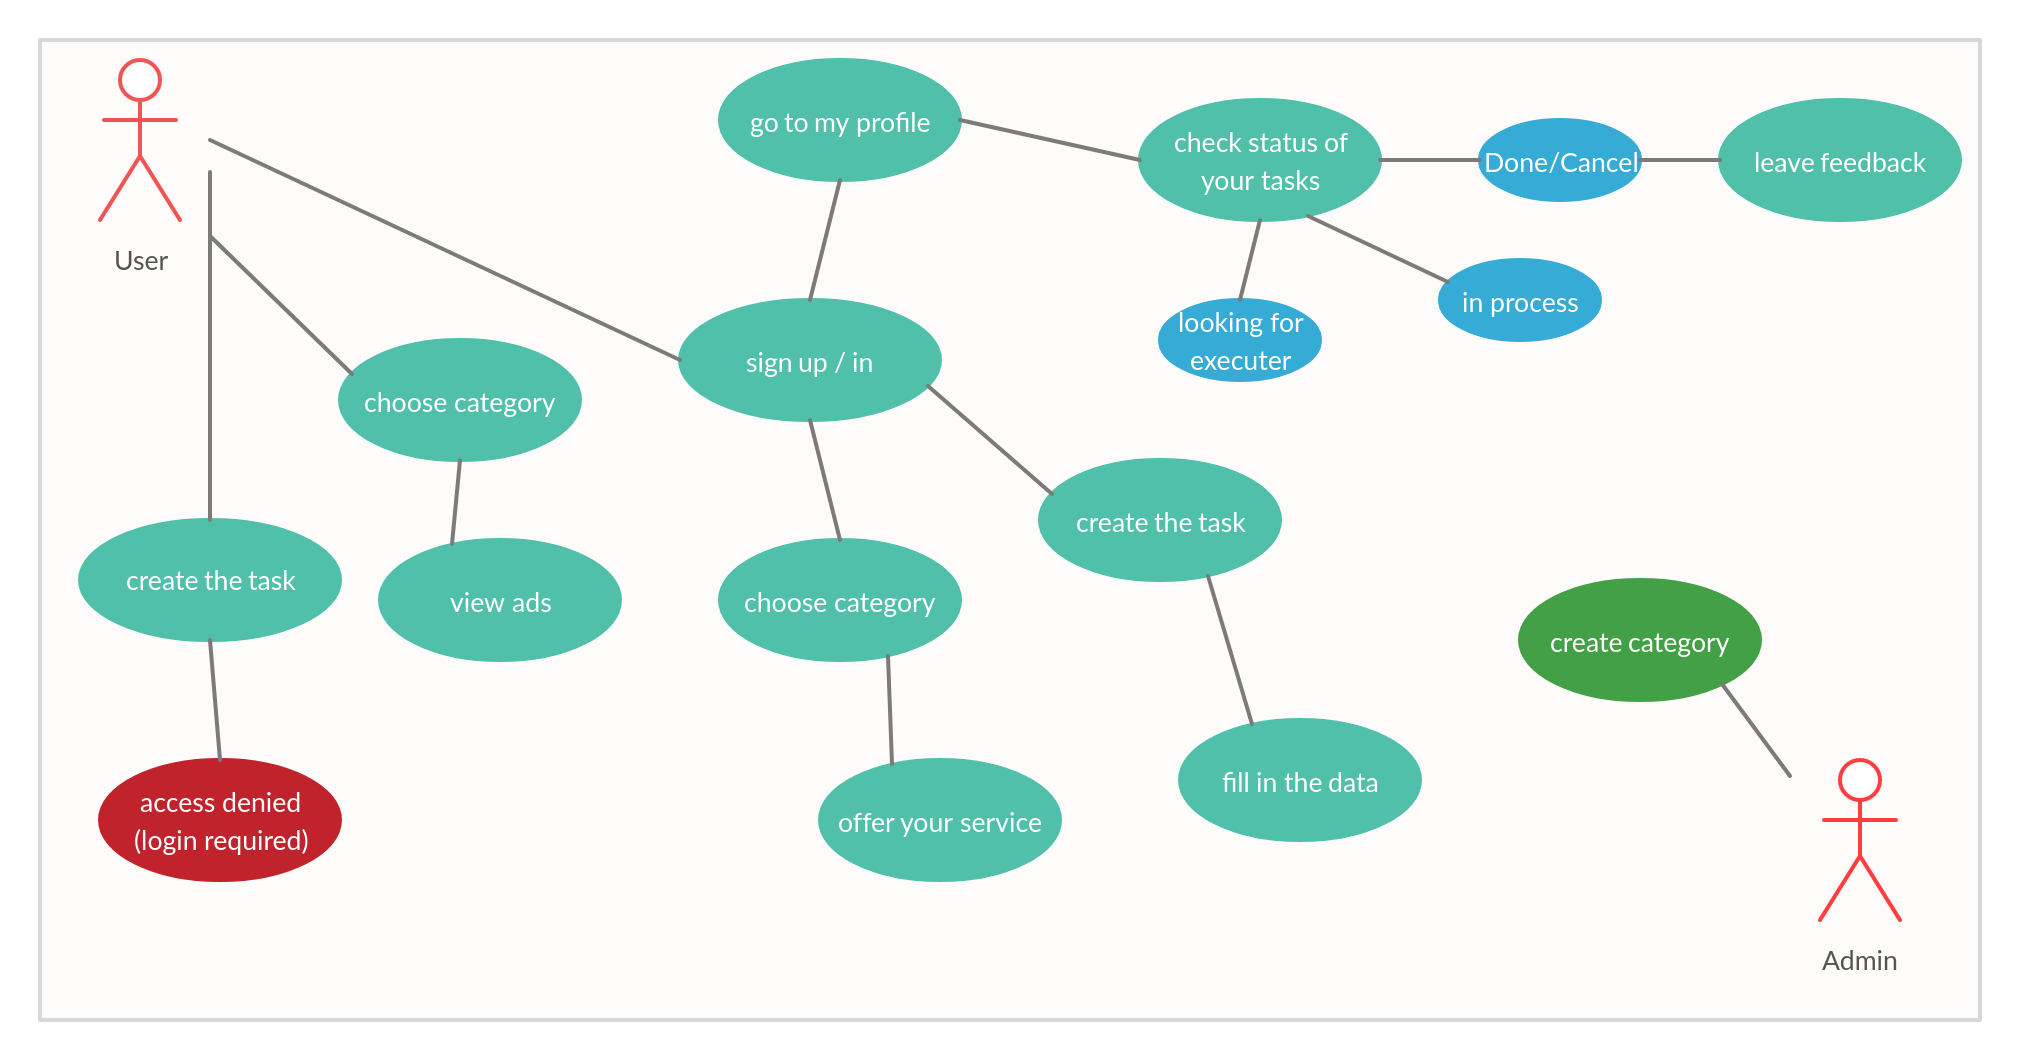 go to my profile
check status of
your tasks
Done/Cancel
leave feedback
User
looking for
executer
in process
sign up / in
choose category
create the task
view ads
choose category
create the task
create category
access denied
(login required)
offer your service
fill in the data
Admin